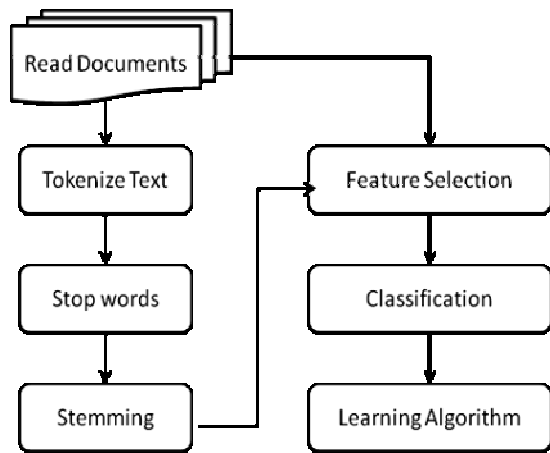 Read Documents
Tokenize Text
Stop words
Stemming
Feature Selection
Classification
Learning Algorithm